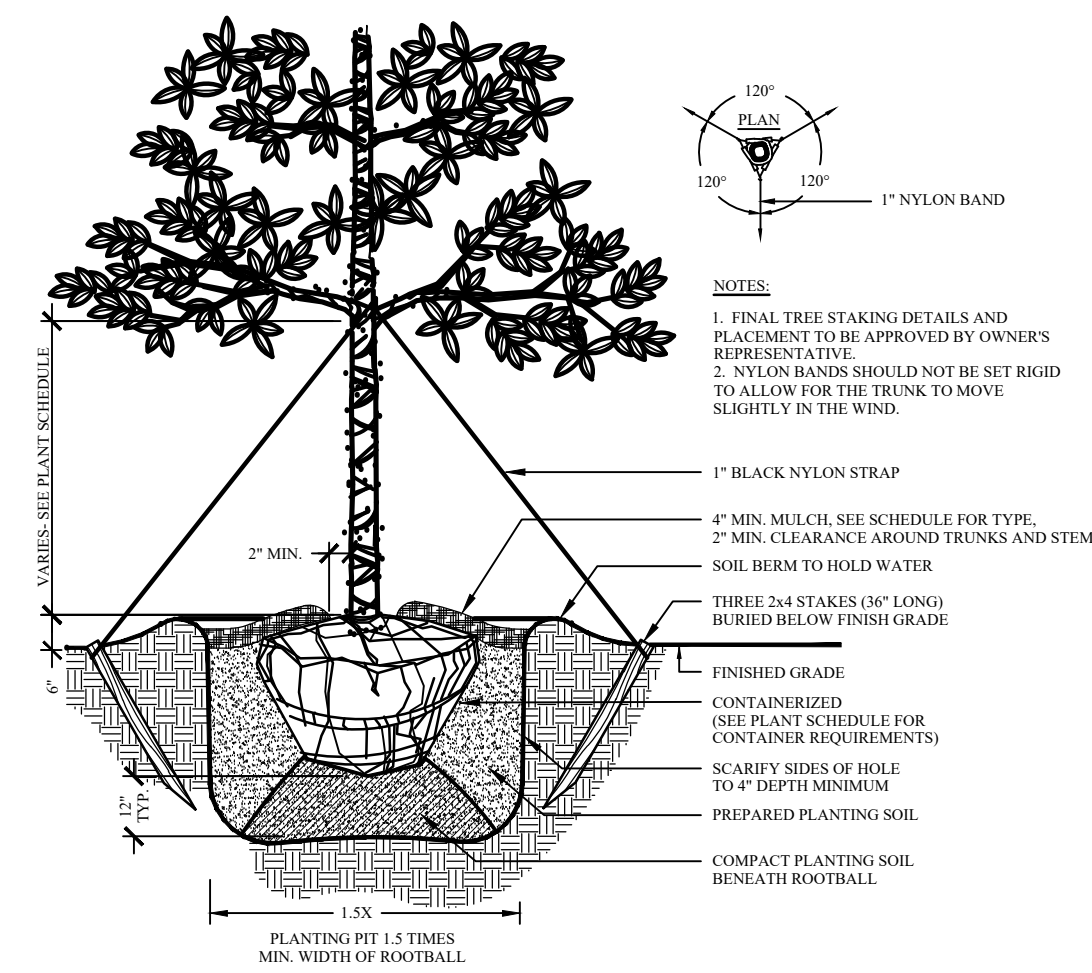 120°
PLAN
120°
120°
1" NYLON BAND
NOTES:
1. FINAL TREE STAKING DETAILS AND
PLACEMENT TO BE APPROVED BY OWNER'S
REPRESENTATIVE.
2. NYLON BANDS SHOULD NOT BE SET RIGID
TO ALLOW FOR THE TRUNK TO MOVE
SLIGHTLY IN THE WIND.
VARIES- SEE PLANT SCHEDULE
1" BLACK NYLON STRAP
4" MIN. MULCH, SEE SCHEDULE FOR TYPE,
2" MIN. CLEARANCE AROUND TRUNKS AND STEM
2" MIN.
SOIL BERM TO HOLD WATER
THREE 2x4 STAKES (36" LONG)
BURIED BELOW FINISH GRADE
6"
FINISHED GRADE
CONTAINERIZED
(SEE PLANT SCHEDULE FOR
CONTAINER REQUIREMENTS)
SCARIFY SIDES OF HOLE
TO 4" DEPTH MINIMUM
12"
TYP.
PREPARED PLANTING SOIL
COMPACT PLANTING SOIL
BENEATH ROOTBALL
1.5X
PLANTING PIT 1.5 TIMES
MIN. WIDTH OF ROOTBALL